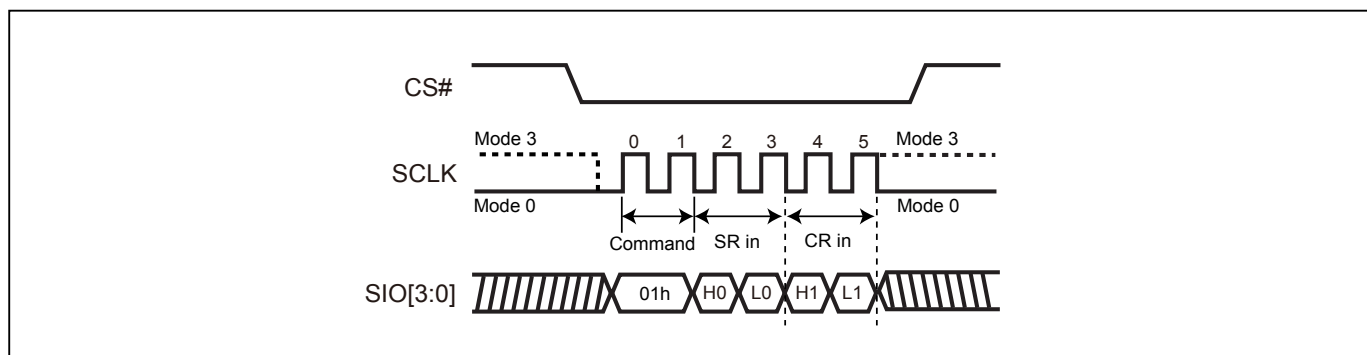 CS#
Mode 3 0 1 2 3 4 5 Mode 3
SCLK
Mode 0 Mode 0
Command SR in CR in
SIO[3:0] 01h H0 L0 H1 L1